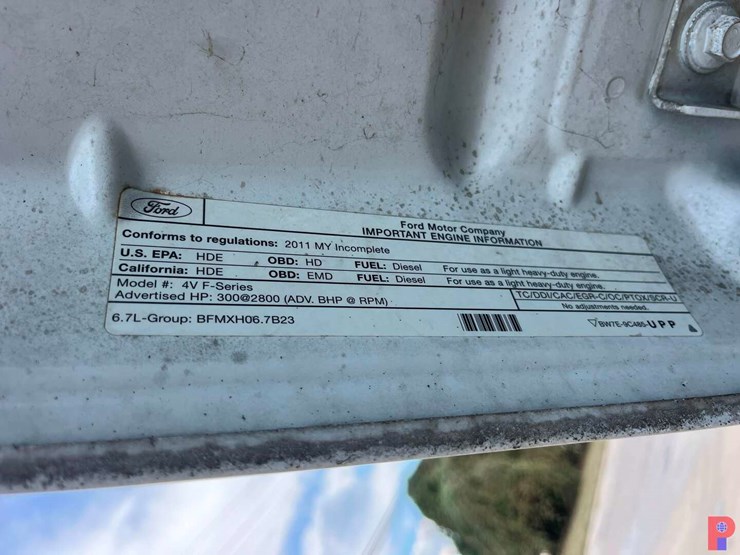 Ford
Ford Motor Company
IMPORTANT ENGINE INFORMATION
Conforms to regulations: 2011 MY Incomplete
U.S. EPA: HDE OBD: HD FUEL: Diesel For use as a light heavy-duty engine.
California: HDE OBD: EMD FUEL: Diesel For use as a light heavy-duty engine.
Model #: 4V F-Series TC/DDI/CAC/EGR-C/OC/PTOX/SCR-U
Advertised HP: 300@2800 (ADV. BHP @ RPM) No adjustments needed.
6.7L-Group: BFMXH06.7B23 BW7E-9C485-UPP